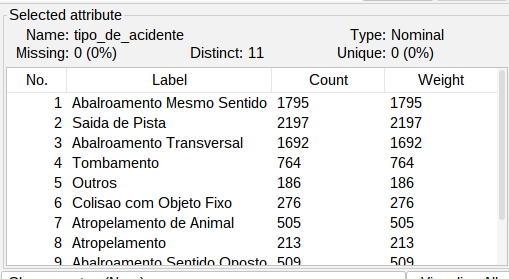 Selected attribute
Name: tipo_de_acidente Type: Nominal
Missing: 0 (0%) Distinct: 11 Unique: 0 (0%)
No. Label Count Weight
1 Abalroamento Mesmo Sentido 1795 1795
2 Saida de Pista 2197 2197
3 Abalroamento Transversal 1692 1692
4 Tombamento 764 764
5 Outros 186 186
6 Colisao com Objeto Fixo 276 276
7 Atropelamento de Animal 505 505
8 Atropelamento 213 213
9 Abalroamento Sentido Oposto 509 509